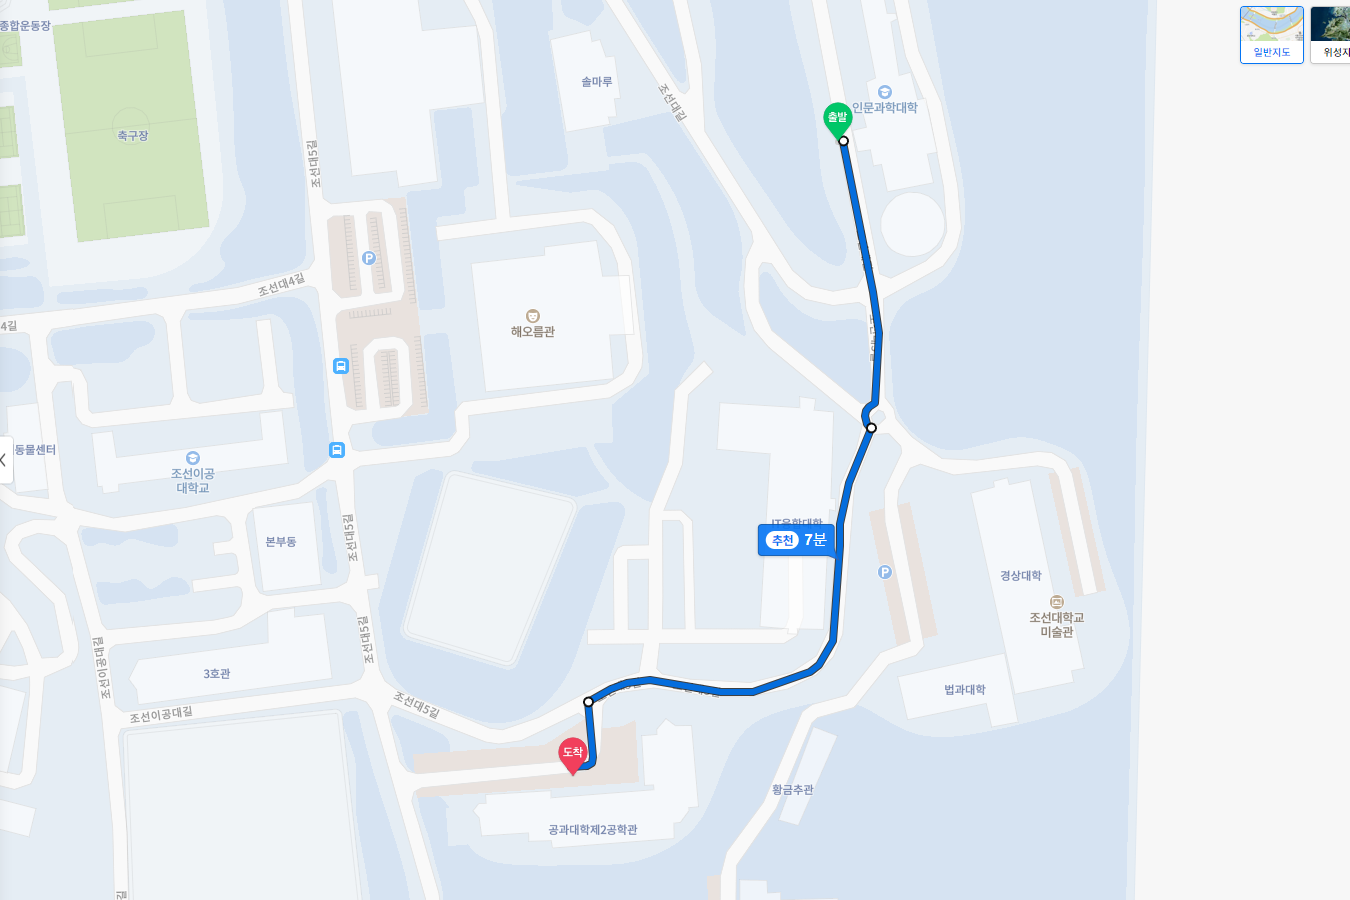 종합운동장
일반지도
위성지
솔마루
조선대길
인문과학대학
출발
축구장
조선대5길
P
조선대4길
4길
해오름관
동물센터
조선이공
대학교
조선대5길
본부동
IT융합대학
추천 7분
P
경상대학
조선대학교
미술관
조선대5길
조선이공대길
3호관
법과대학
조선대5길
조선이공대길
도착
황금추관
공과대학제2공학관
길